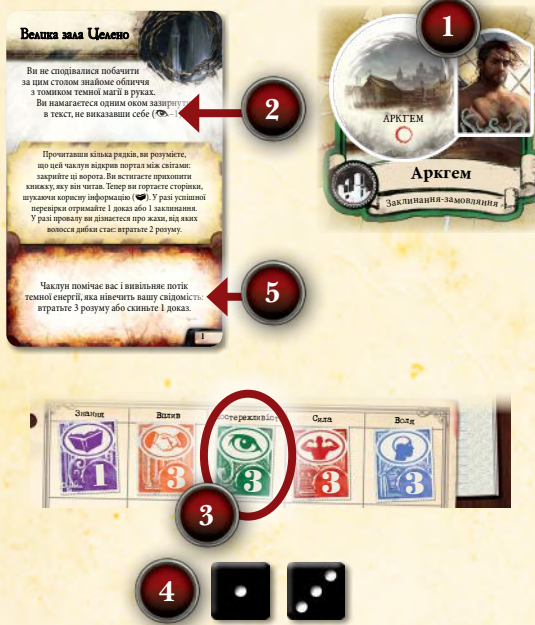 Велика зала Целено
Ви не сподівалися побачити
за цим столом знайоме обличчя
з томиком темної магії в руках.
Ви намагаєтеся одним оком зазирнути
в текст, не виказавши себе ( –1
Прочитавши кілька рядків, ви розумієте,
що цей чаклун відкрив портал між світами:
закрийте ці ворота. Ви встигаєте прихопити
книжку, яку він читав. Тепер ви гортаєте сторінки,
шукаючи корисну інформацію ( ). У разі успішної
перевірки отримайте 1 доказ або 1 заклинання.
У разі провалу ви дізнаєтеся про жахи, від яких
волосся дибки стає: втратьте 2 розуму.
Чаклун помічає вас і вивільняє потік
темної енергії, яка нівечить вашу свідомість:
втратьте 3 розуму або скиньте 1 доказ.
1
1
АРКГЕМ
Аркгем
Заклинання-замовляння
2
5
Знання Вплив Спостережливість Сила Воля
1 3 3 3 3
3
4